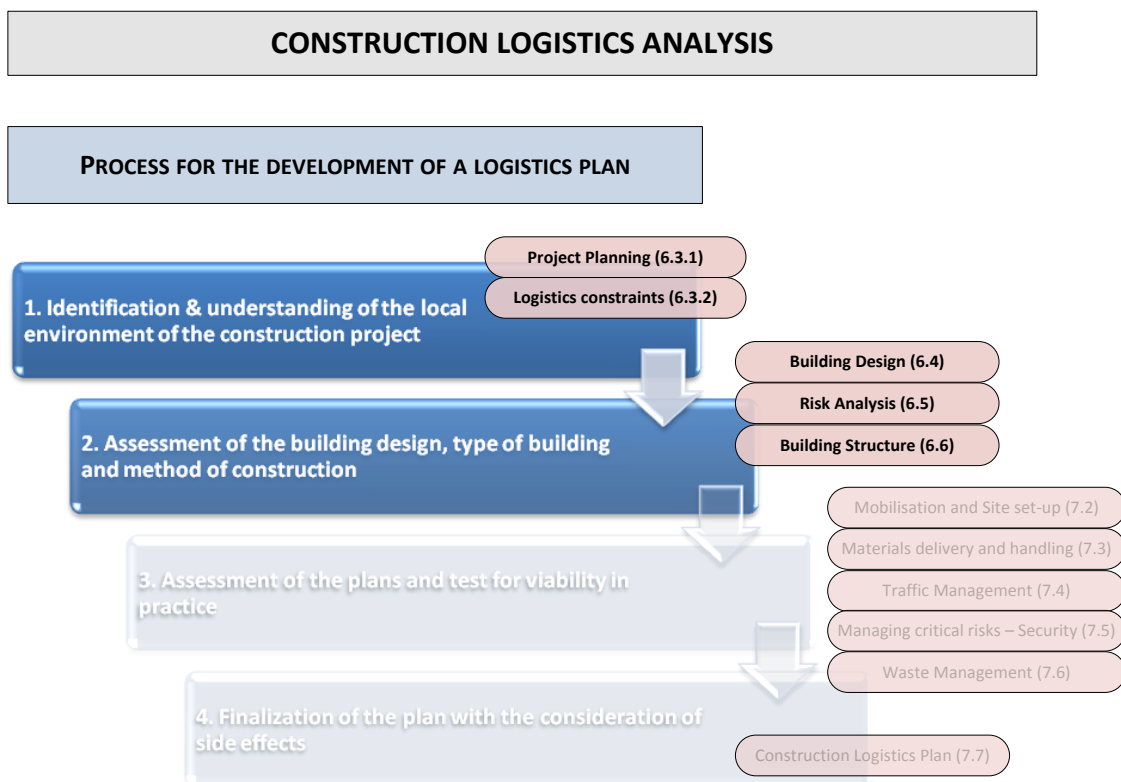 CONSTRUCTION LOGISTICS ANALYSIS
PROCESS FOR THE DEVELOPMENT OF A LOGISTICS PLAN
Project Planning (6.3.1)
Logistics constraints (6.3.2)
1. Identification & understanding of the local
environment of the construction project
Building Design (6.4)
Risk Analysis (6.5)
Building Structure (6.6)
2. Assessment of the building design, type of building
and method of construction
Mobilisation and Site set-up (7.2)
Materials delivery and handling (7.3)
Traffic Management (7.4)
Managing critical risks – Security (7.5)
Waste Management (7.6)
3. Assessment of the plans and test for viability in
practice
4. Finalization of the plan with the consideration of
side effects
Construction Logistics Plan (7.7)